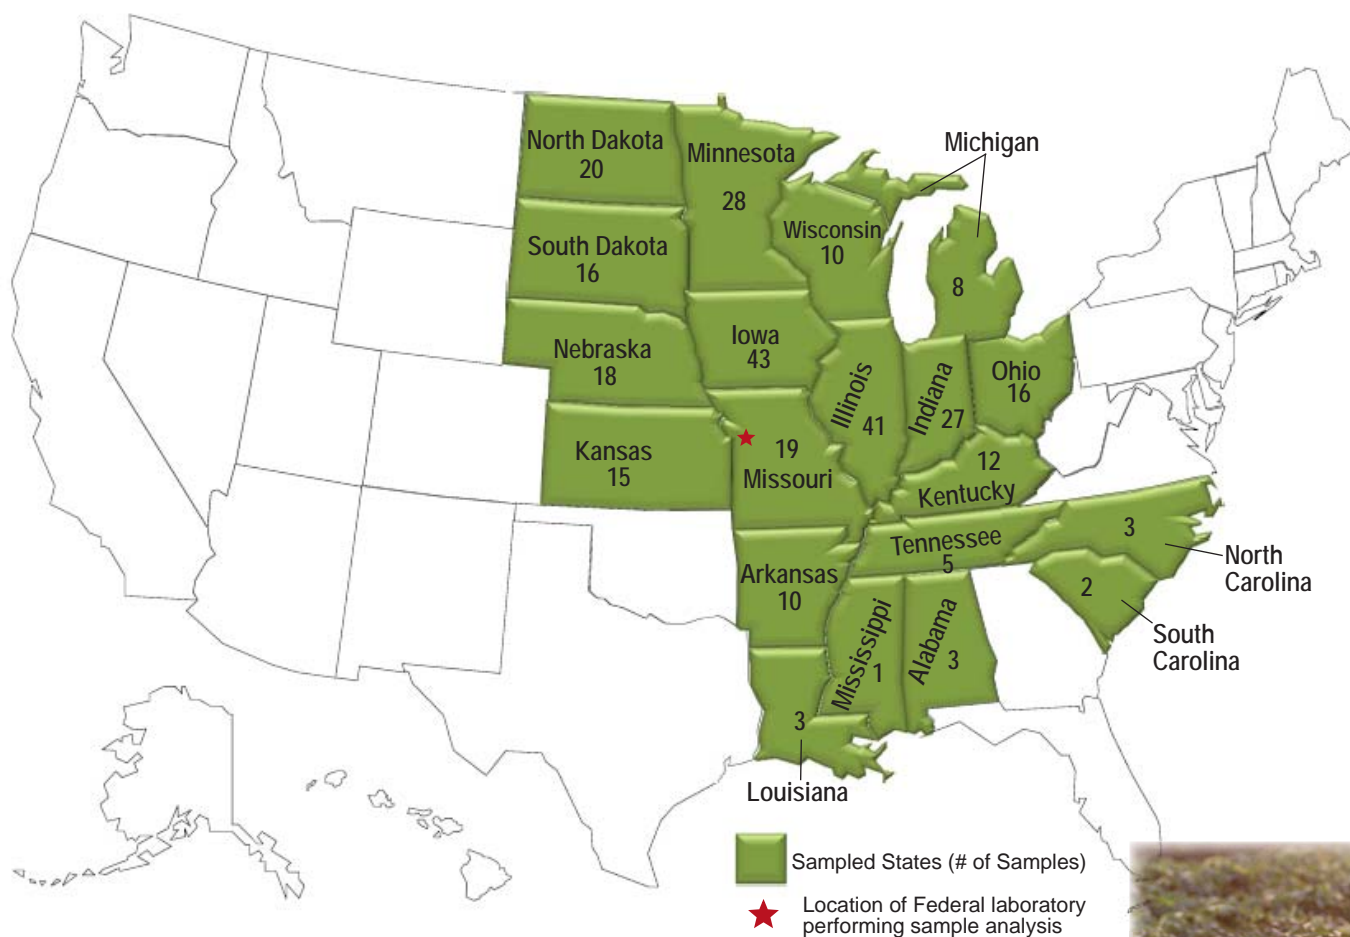 North Dakota
20
Minnesota
28
Michigan
8
South Dakota
16
Wisconsin
10
Nebraska
18
Iowa
43
Illinois
41
Indiana
27
Ohio
16
Kansas
15
19
Missouri
12
Kentucky
Tennessee
5
3
North
Carolina
Arkansas
10
2
South
Carolina
Mississippi
1
Alabama
3
3
Louisiana
Sampled States (# of Samples)
Location of Federal laboratory
performing sample analysis